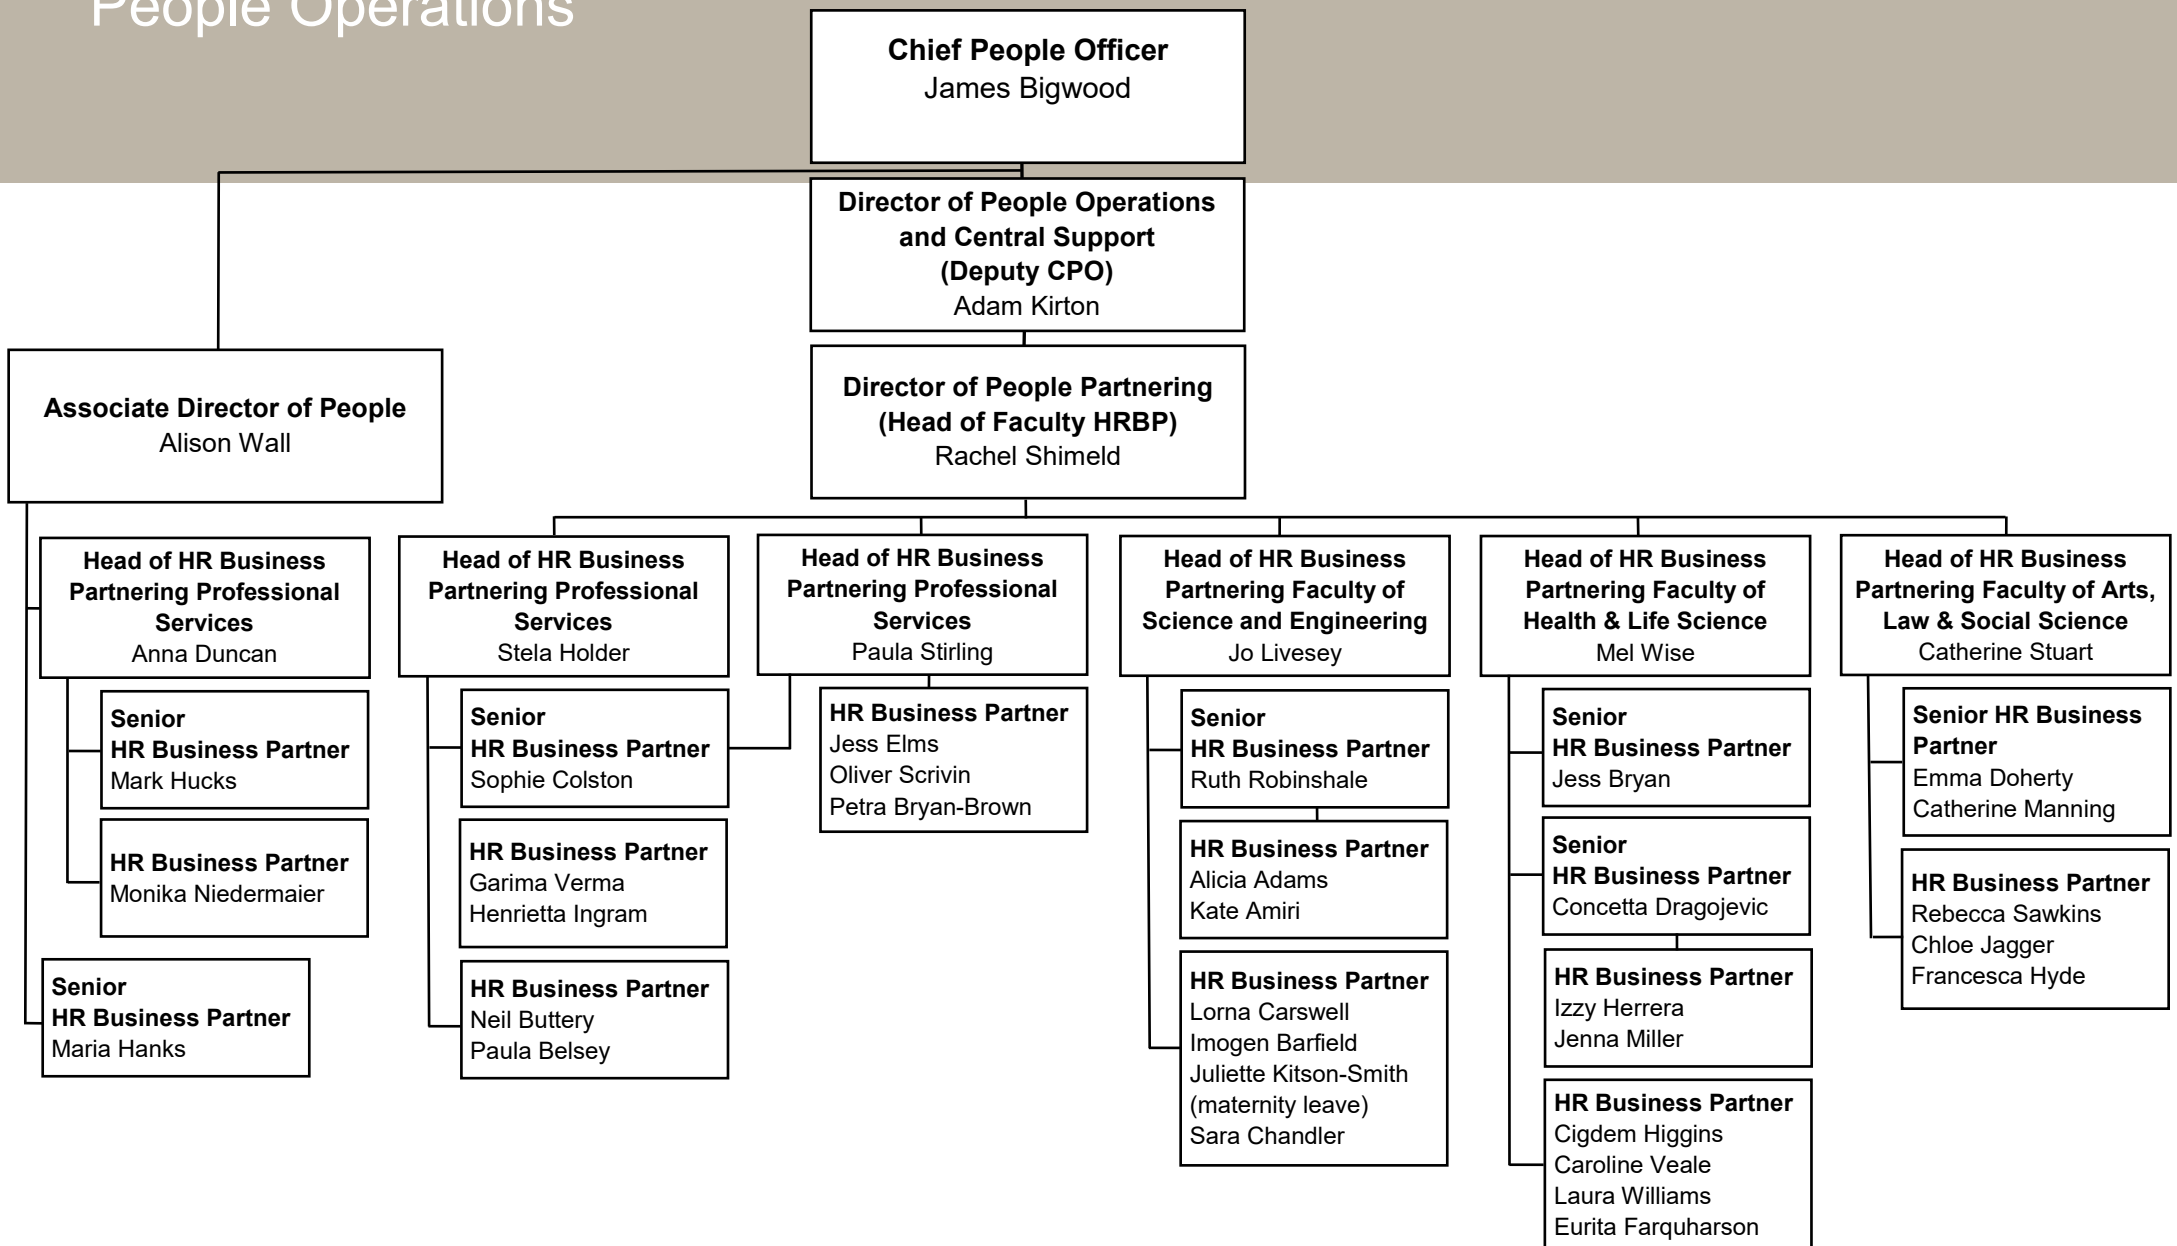 People Operations
Chief People Officer
James Bigwood
Director of People Operations
and Central Support
(Deputy CPO)
Adam Kirton
Associate Director of People
Alison Wall
Director of People Partnering
(Head of Faculty HRBP)
Rachel Shimeld
Head of HR Business
Partnering Professional
Services
Anna Duncan
Senior
HR Business Partner
Mark Hucks
HR Business Partner
Monika Niedermaier
Senior
HR Business Partner
Maria Hanks
Head of HR Business
Partnering Professional
Services
Stela Holder
Senior
HR Business Partner
Sophie Colston
HR Business Partner
Garima Verma
Henrietta Ingram
HR Business Partner
Neil Buttery
Paula Belsey
Head of HR Business
Partnering Professional
Services
Paula Stirling
HR Business Partner
Jess Elms
Oliver Scrivin
Petra Bryan-Brown
Head of HR Business
Partnering Faculty of
Science and Engineering
Jo Livesey
Senior
HR Business Partner
Ruth Robinshale
HR Business Partner
Alicia Adams
Kate Amiri
HR Business Partner
Lorna Carswell
Imogen Barfield
Juliette Kitson-Smith
(maternity leave)
Sara Chandler
Head of HR Business
Partnering Faculty of
Health & Life Science
Mel Wise
Senior
HR Business Partner
Jess Bryan
Senior
HR Business Partner
Concetta Dragojevic
HR Business Partner
Izzy Herrera
Jenna Miller
HR Business Partner
Cigdem Higgins
Caroline Veale
Laura Williams
Eurita Farquharson
Head of HR Business
Partnering Faculty of Arts,
Law & Social Science
Catherine Stuart
Senior HR Business
Partner
Emma Doherty
Catherine Manning
HR Business Partner
Rebecca Sawkins
Chloe Jagger
Francesca Hyde